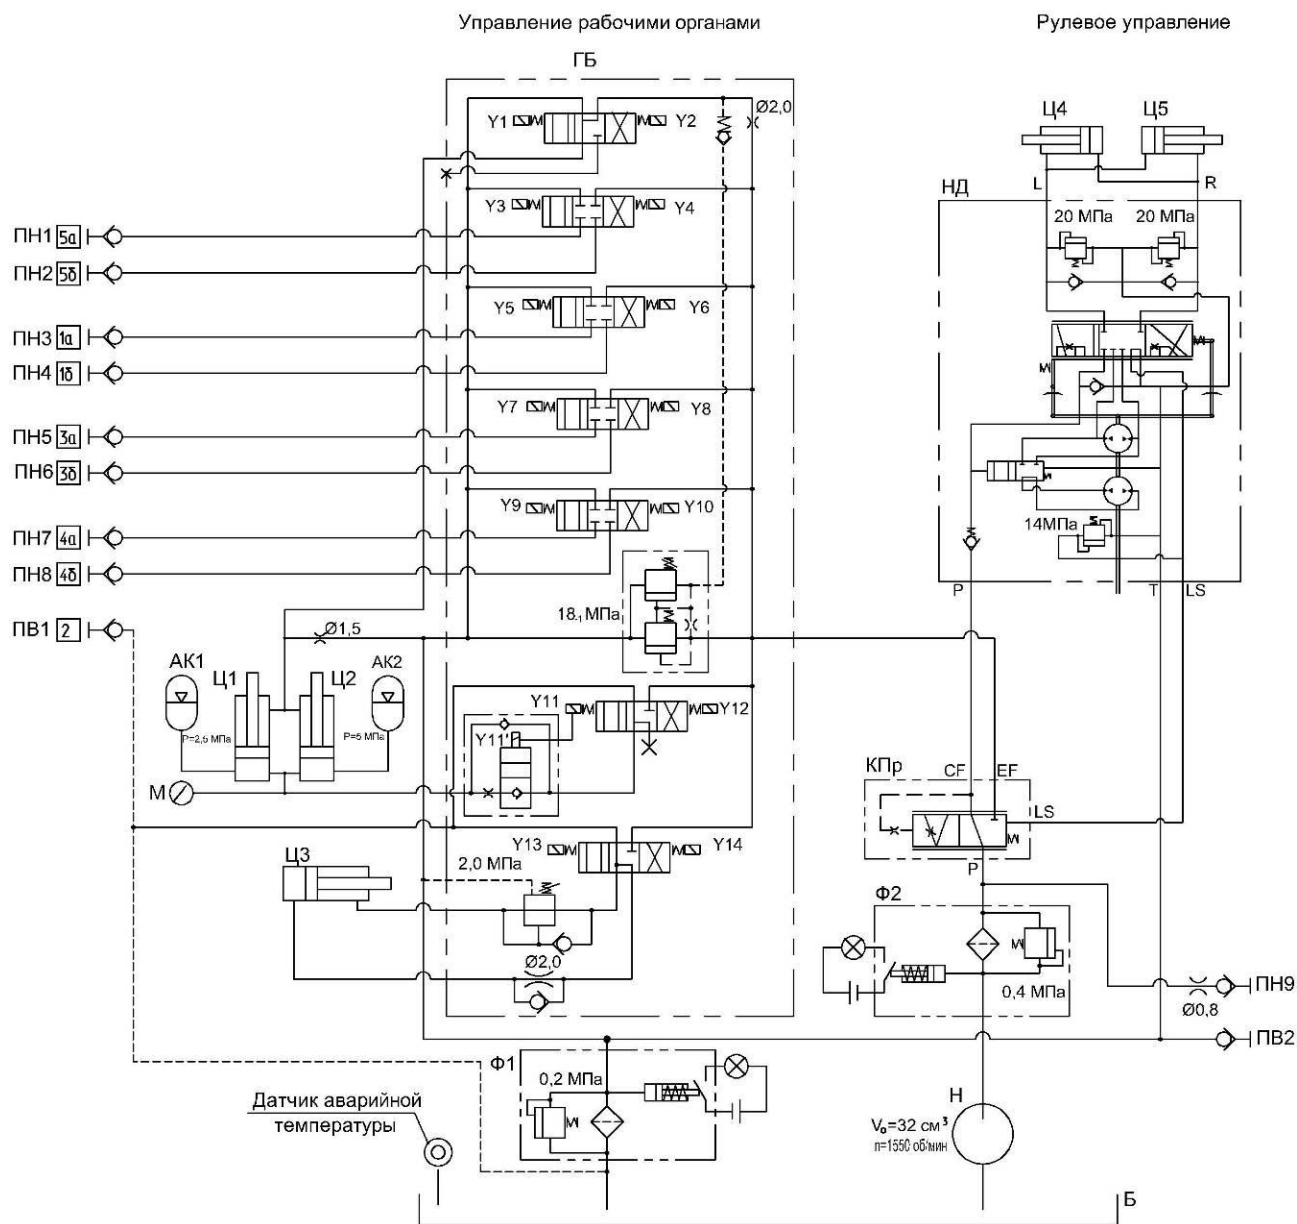 Управление рабочими органами
Рулевое управление
ГБ
Y1
Y2
Ø2,0
Ц4
Ц5
L
R
НД
Y3
Y4
20 МПа
20 МПа
ПН1 5а
ПН2 5б
Y5
Y6
ПН3 1а
ПН4 1б
Y7
Y8
ПН5 3а
ПН6 3б
Y9
Y10
ПН7 4а
ПН8 4б
14МПа
P
T
LS
18-1 МПа
ПВ1 2
Ø1,5
АК1
Ц1
Ц2
АК2
P=2,5 МПа
P=5 МПа
Y11
Y12
Y11'
М
КПр
CF
EF
LS
P
Y13
Y14
Ц3
2,0 МПа
Ф2
Ø2,0
0,4 МПа
ПН9
Ø0,8
ПВ2
Ф1
0,2 МПа
Датчик аварийной
температуры
Н
Vo=32 см³
n=1550 об/мин
Б